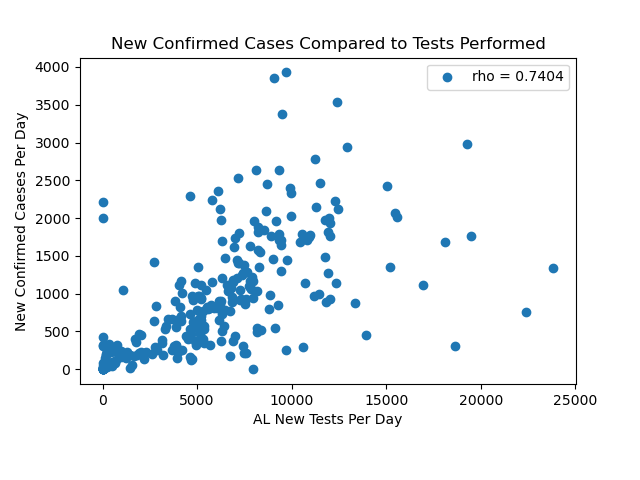 New Confirmed Cases Compared to Tests Performed
rho = 0.7404
New Confirmed Caeses Per Day
4000
3500
3000
2500
2000
1500
1000
500
0
0 5000 10000 15000 20000 25000
AL New Tests Per Day